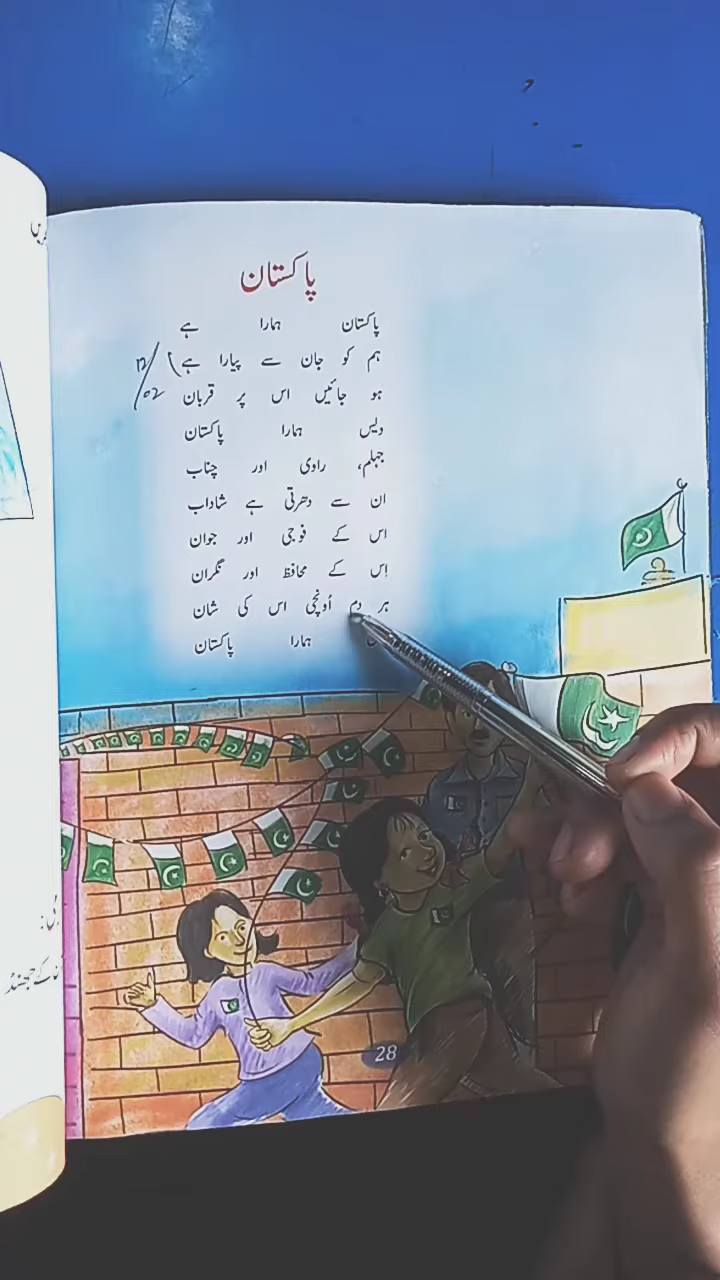 پاکستان
پاکستان ہمارا ہے
ہم کو جان سے پیارا ہے
ہو جائیں اس پر قربان
دیس ہمارا پاکستان
جہلم، راوی اور چناب
ان سے دھرتی ہے شاداب
اس کے فوجی اور جوان
اِس کے محافظ اور نگران
ہر دم اُونچی اس کی شان
ہمارا پاکستان
28